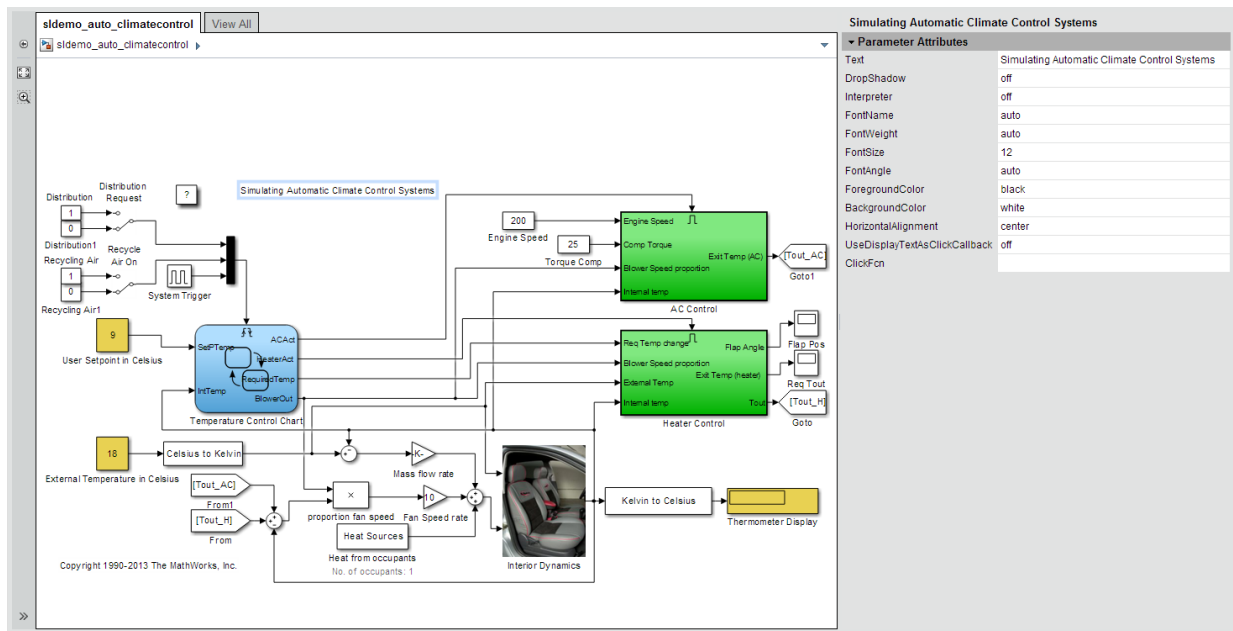 sldemo_auto_climatecontrol
View All
sldemo_auto_climatecontrol
Simulating Automatic Climate Control Systems
Parameter Attributes
Text Simulating Automatic Climate Control Systems
DropShadow off
Interpreter off
FontName auto
FontWeight auto
FontSize 12
FontAngle auto
ForegroundColor black
BackgroundColor white
HorizontalAlignment center
UseDisplayTextAsClickCallback off
ClickFcn
Distribution
Distribution
Request
?
Simulating Automatic Climate Control Systems
1
0
Distribution1
Recycle
Air On
Recycling Air
1
0
Recycling Air1
System Trigger
200
Engine Speed
25
Torque Comp
Engine Speed
Comp Torque
Blower Speed proportion
Internal temp
Exit Temp (AC)
AC Control
[Tout_AC]
Goto1
9
User Setpoint in Celsius
SetPTemp
IntTemp
ACAct
HeaterAct
RequiredTemp
BlowerOut
Temperature Control Chart
Req Temp change
Blower Speed proportion
External Temp
Internal temp
Flap Angle
Exit Temp (heater)
Tout
Heater Control
Flap Pos
Req Tout
[Tout_H]
Goto
18
External Temperature in Celsius
Celsius to Kelvin
-K-
Mass flow rate
[Tout_AC]
From1
[Tout_H]
From
×
proportion fan speed
10
Fan Speed rate
Heat Sources
Heat from occupants
No. of occupants: 1
Interior Dynamics
Kelvin to Celsius
Thermometer Display
Copyright 1990-2013 The MathWorks, Inc.